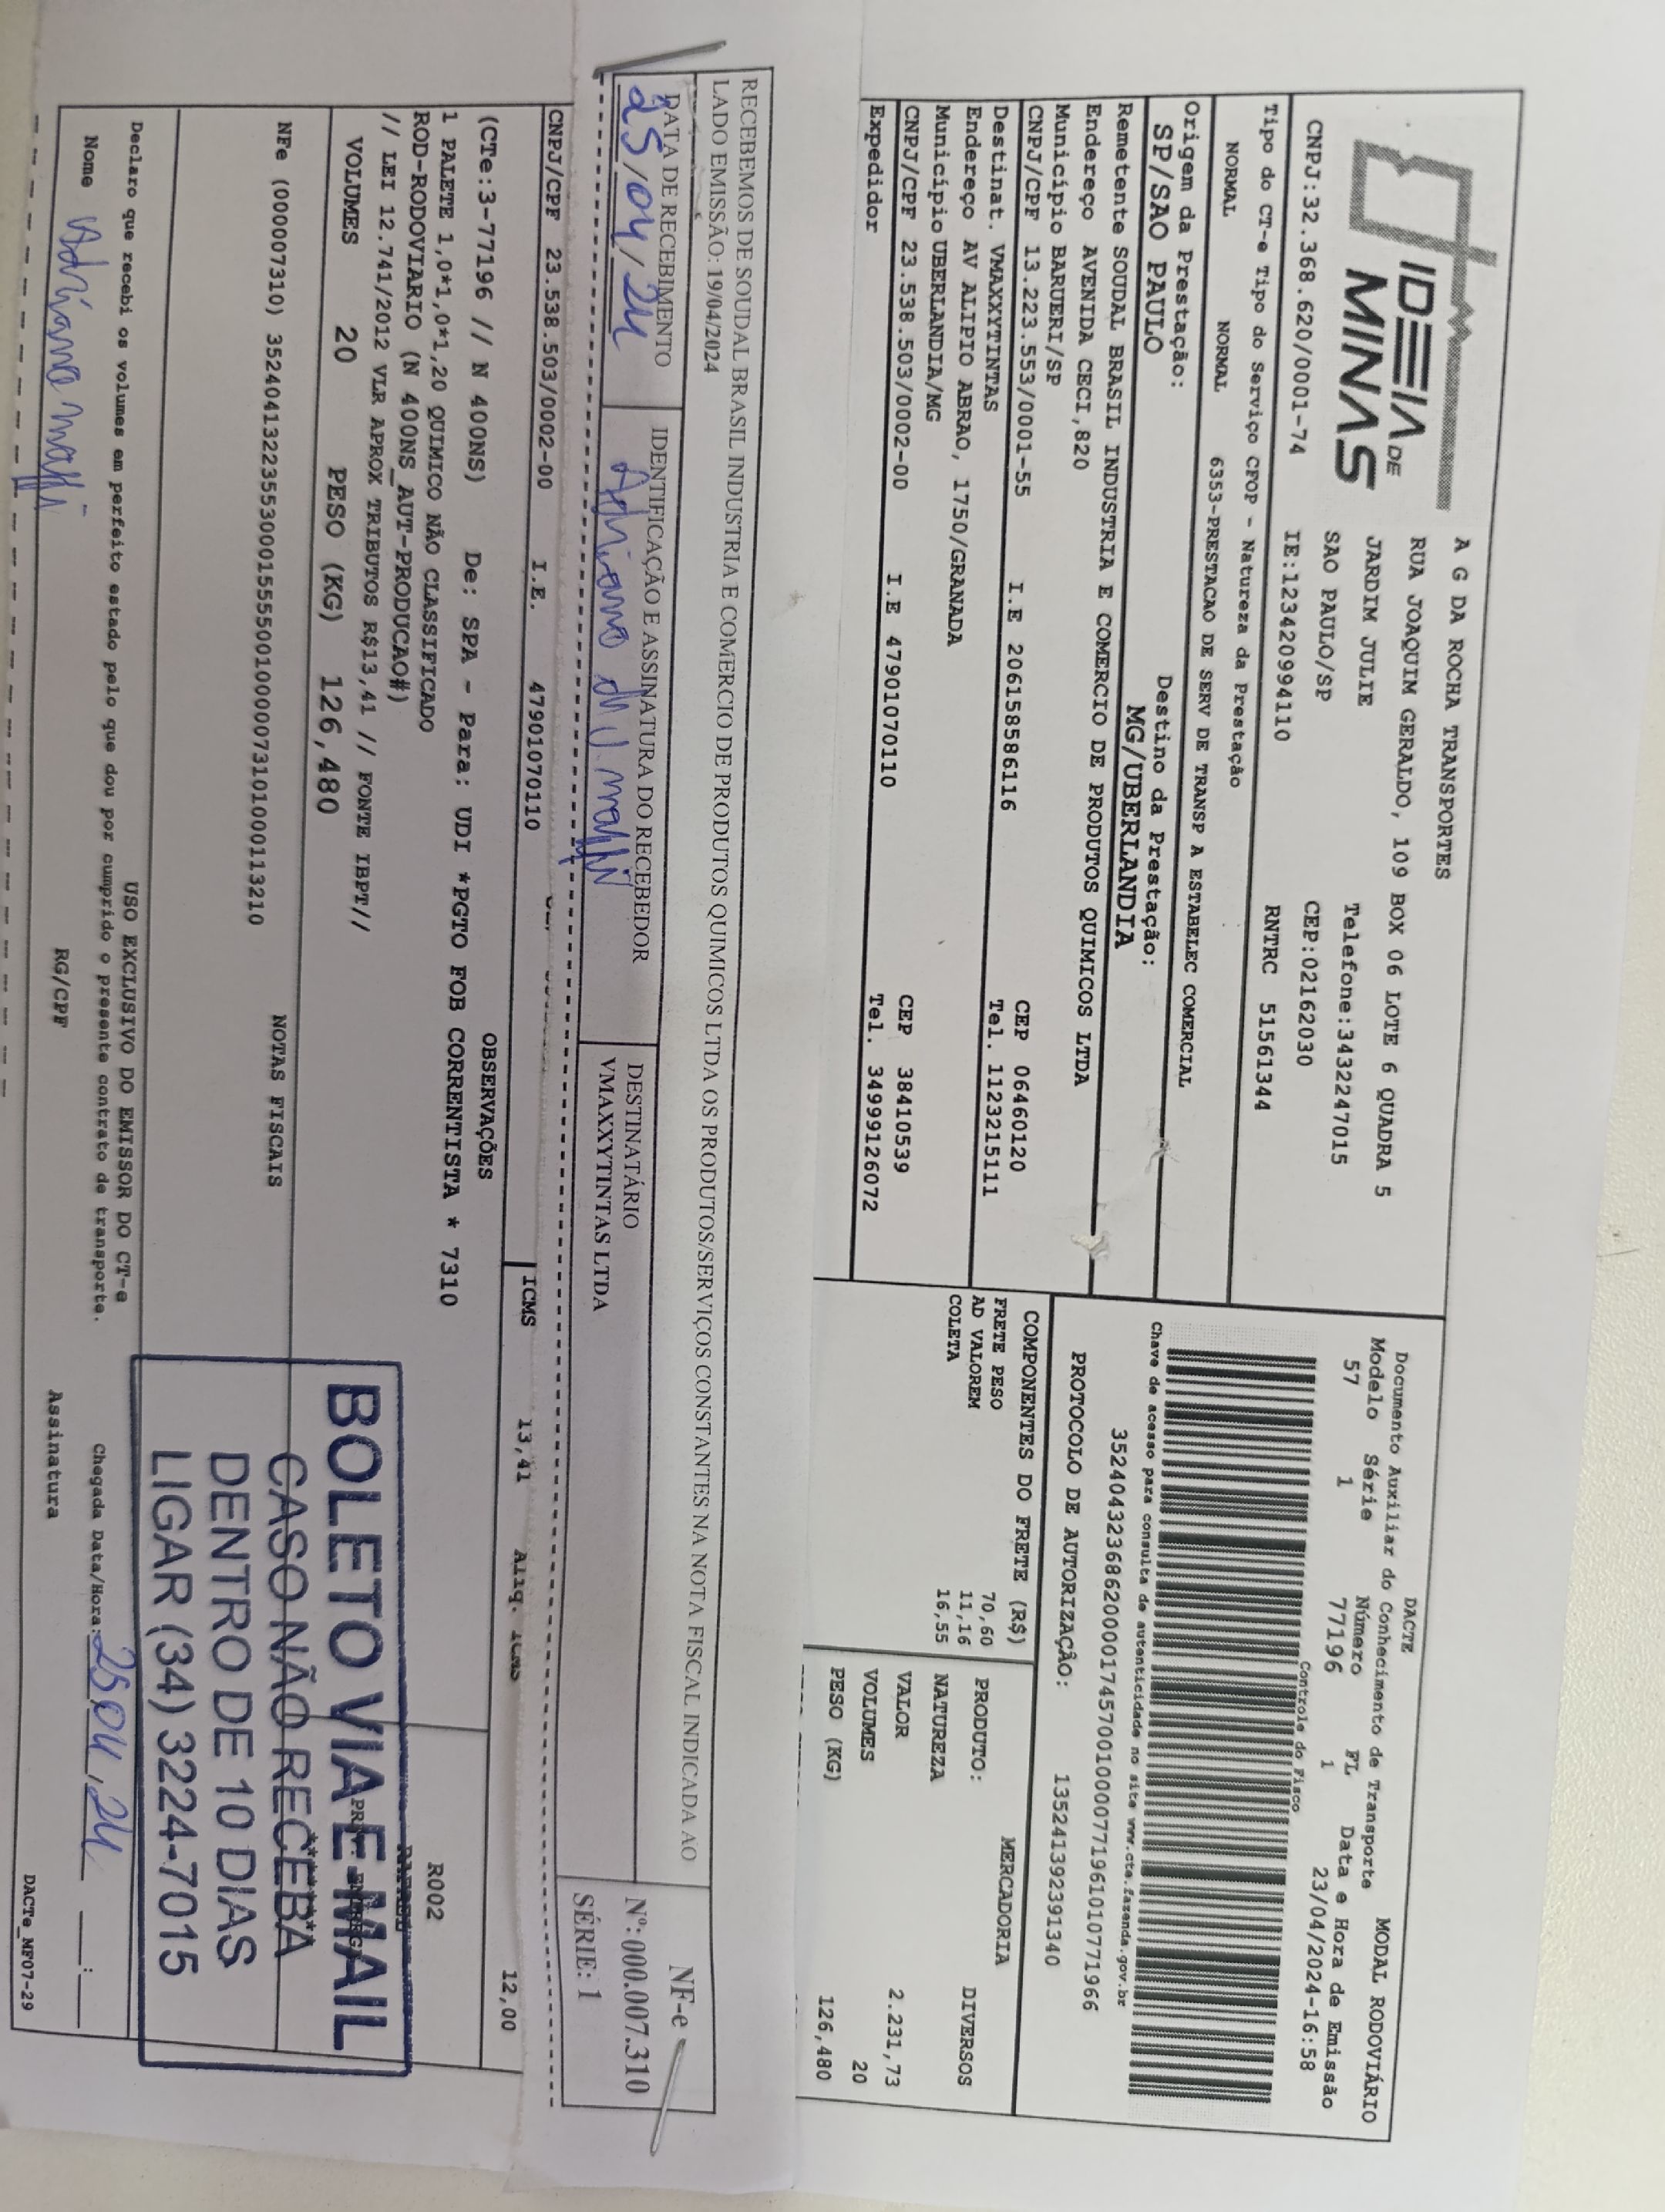 IDEIA DE
MINAS
A G DA ROCHA TRANSPORTES
RUA JOAQUIM GERALDO, 109 BOX 06 LOTE 6 QUADRA 5
JARDIM JULIE Telefone:3432247015
SAO PAULO/SP CEP:02162030
CNPJ:32.368.620/0001-74 IE:123420994110 RNTRC 51561344
DACTE MODAL RODOVIÁRIO
Documento Auxiliar do Conhecimento de Transporte
Modelo Série Número FL Data e Hora de Emissão
57 1 77196 1 23/04/2024-16:58
Controle do Fisco
Tipo do CT-e Tipo do Serviço CFOP - Natureza da Prestação
NORMAL NORMAL 6353-PRESTACAO DE SERV DE TRANSP A ESTABELEC COMERCIAL
Origem da Prestação: Destino da Prestação:
SP/SAO PAULO MG/UBERLANDIA
Chave de acesso para consulta de autenticidade no site www.cte.fazenda.gov.br
35240432368620000174570010000771961010771966
PROTOCOLO DE AUTORIZAÇÃO: 135241392391340
Remetente SOUDAL BRASIL INDUSTRIA E COMERCIO DE PRODUTOS QUIMICOS LTDA
Endereço AVENIDA CECI,820
Município BARUERI/SP CEP 06460120
CNPJ/CPF 13.223.553/0001-55 I.E 206158586116 Tel. 1123215111
Destinat. VMAXXYTINTAS
Endereço AV ALIPIO ABRAO, 1750/GRANADA
Município UBERLANDIA/MG CEP 38410539
CNPJ/CPF 23.538.503/0002-00 I.E 47901070110 Tel. 34999126072
Expedidor
COMPONENTES DO FRETE (R$)
FRETE PESO 70,60
AD VALOREM 11,16
COLETA 16,55
MERCADORIA
PRODUTO: DIVERSOS
NATUREZA
VALOR 2.231,73
VOLUMES 20
PESO (KG) 126,480
RECEBEMOS DE SOUDAL BRASIL INDUSTRIA E COMERCIO DE PRODUTOS QUIMICOS LTDA OS PRODUTOS/SERVIÇOS CONSTANTES NA NOTA FISCAL INDICADA AO
LADO EMISSÃO: 19/04/2024
NF-e
Nº: 000.007.310
SÉRIE: 1
DATA DE RECEBIMENTO IDENTIFICAÇÃO E ASSINATURA DO RECEBEDOR DESTINATÁRIO
25/04/24 VMAXXYTINTAS LTDA
CNPJ/CPF 23.538.503/0002-00 I.E. 47901070110
ICMS 13,41 Aliq. ICMS 12,00
OBSERVAÇÕES
(CTe:3-77196 // N 400NS) De: SPA - Para: UDI *PGTO FOB CORRENTISTA * 7310
1 PALETE 1,0*1,0*1,20 QUIMICO NÃO CLASSIFICADO
ROD-RODOVIARIO (N 400NS_AUT-PRODUCAO#)
// LEI 12.741/2012 VLR APROX TRIBUTOS R$13,41 // FONTE IBPT//
VOLUMES 20 PESO (KG) 126,480
R002
NOTAS FISCAIS
NFe (000007310) 35240413223553000155550010000073101000113210
BOLETO VIA E-MAIL
CASO NÃO RECEBA
DENTRO DE 10 DIAS
LIGAR (34) 3224-7015
USO EXCLUSIVO DO EMISSOR DO CT-e
Declaro que recebi os volumes em perfeito estado pelo que dou por cumprido o presente contrato de transporte.
Chegada Data/Hora: 25,04,24 __:__
Nome Adriano RG/CPF Assinatura
DACTe_MF07-29